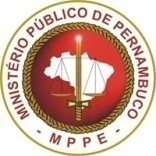 MINISTÉRIO PÚBLICO DE PERNAMBUCO
- MPPE -